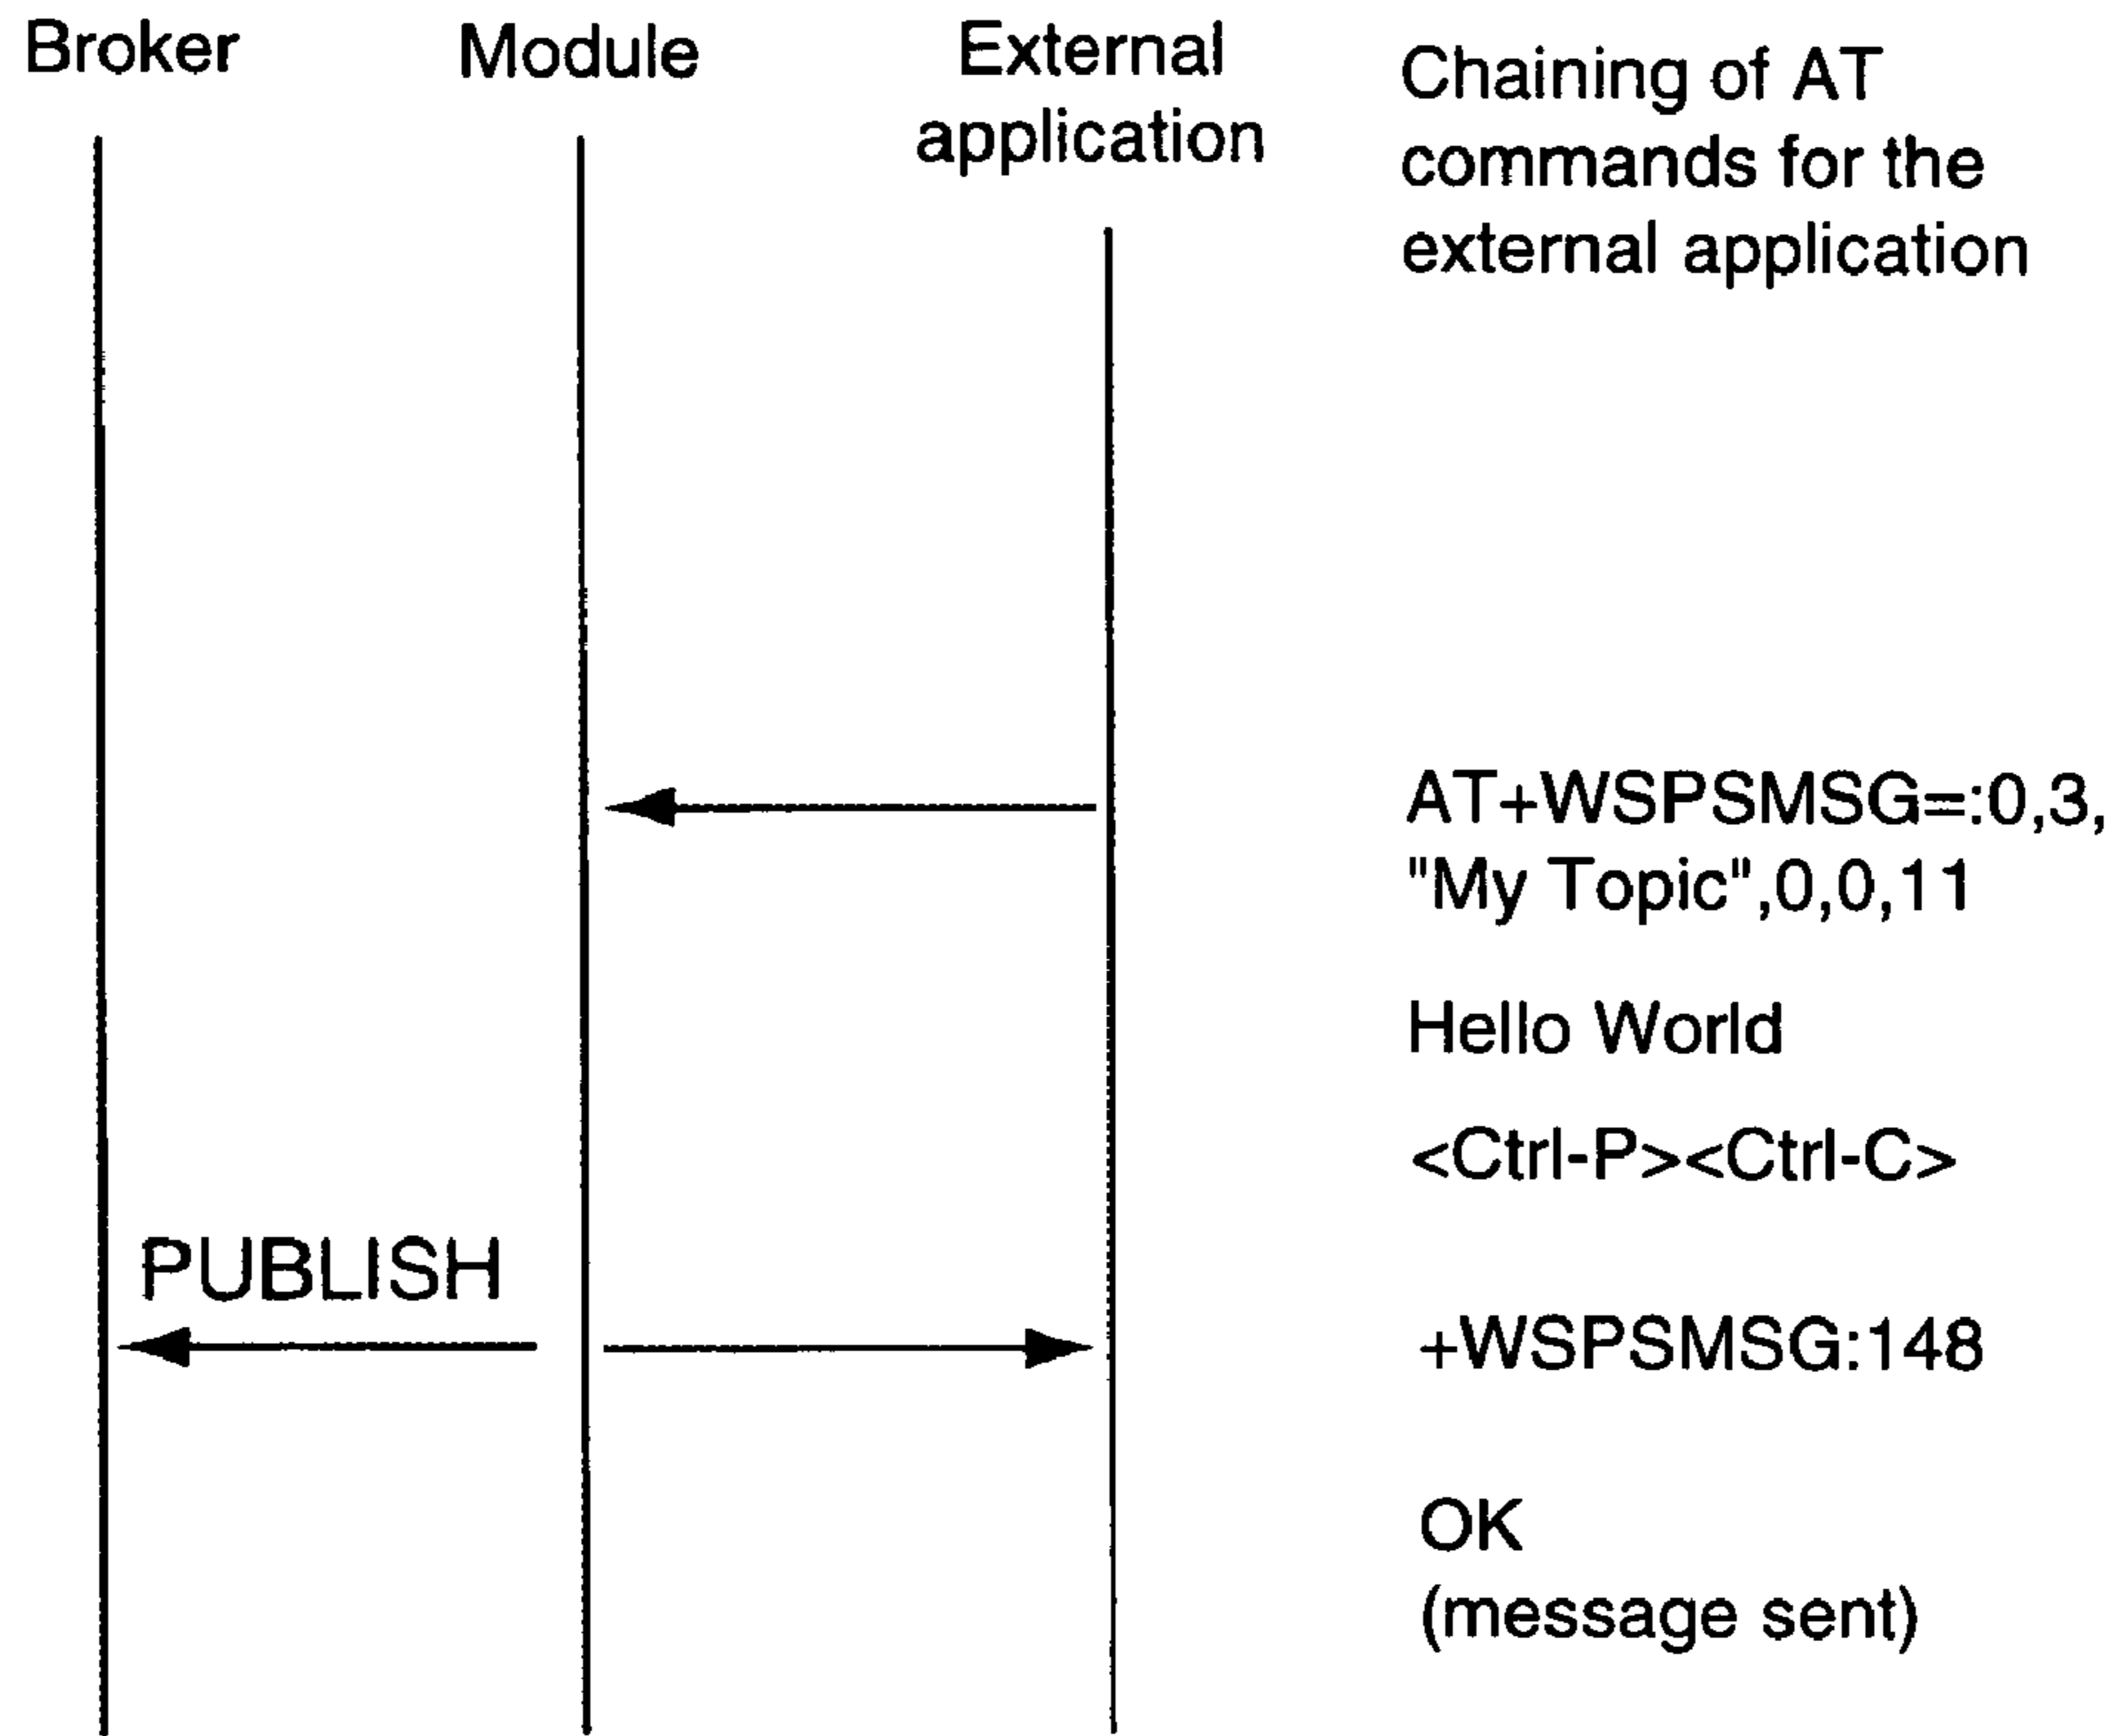 Broker
Module
External
application
Chaining of AT
commands for the
external application
AT+WSPSMSG=:0,3,
"My Topic",0,0,11
Hello World
<Ctrl-P><Ctrl-C>
PUBLISH
+WSPSMSG:148
OK
(message sent)